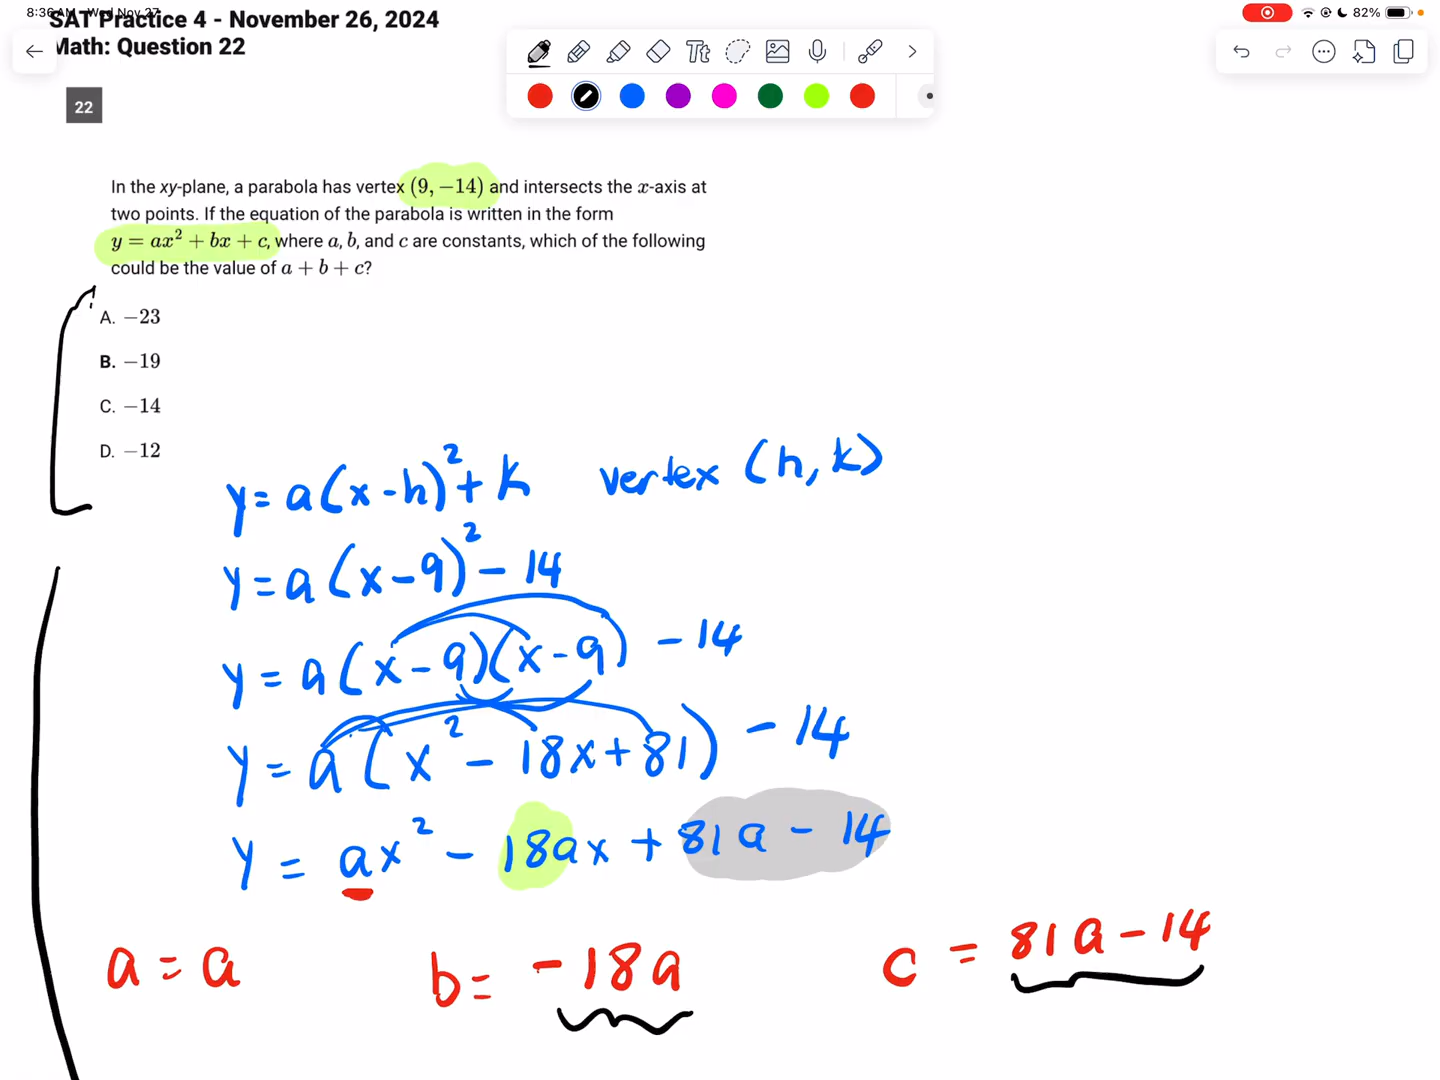 8:36 AM Wed Nov 27
82%
SAT Practice 4 - November 26, 2024
Math: Question 22
Tt
22
In the xy-plane, a parabola has vertex (9, −14) and intersects the x-axis at
two points. If the equation of the parabola is written in the form
y = ax² + bx + c, where a, b, and c are constants, which of the following
could be the value of a + b + c?
A. −23
B. −19
C. −14
D. −12
y = a(x-h)² + k vertex (h, k)
y = a(x-9)² - 14
y = a(x-9)(x-9) - 14
y = a(x² - 18x + 81) - 14
y = ax² - 18ax + 81a - 14
a = a b = -18a c = 81a - 14